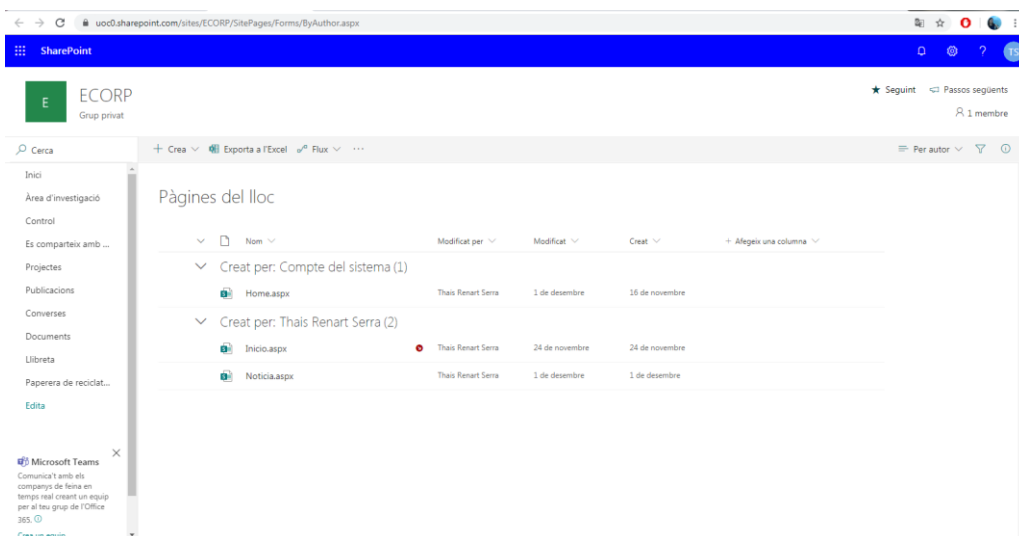 uoc0.sharepoint.com/sites/ECORP/SitePages/Forms/ByAuthor.aspx
SharePoint
? TS
E
ECORP
Grup privat
Seguint Passos següents
1 membre
Cerca
+ Crea Exporta a l'Excel Flux ...
Per autor
Inici
Àrea d'investigació
Control
Es comparteix amb ...
Projectes
Publicacions
Converses
Documents
Llibreta
Paperera de reciclat...
Edita
Pàgines del lloc
Nom Modificat per Modificat Creat + Afegeix una columna
Creat per: Compte del sistema (1)
Home.aspx Thais Renart Serra 1 de desembre 16 de novembre
Creat per: Thais Renart Serra (2)
Inicio.aspx Thais Renart Serra 24 de novembre 24 de novembre
Noticia.aspx Thais Renart Serra 1 de desembre 1 de desembre
Microsoft Teams
Comunica't amb els
companys de feina en
temps real creant un equip
per al teu grup de l'Office
365.
Crea un equip